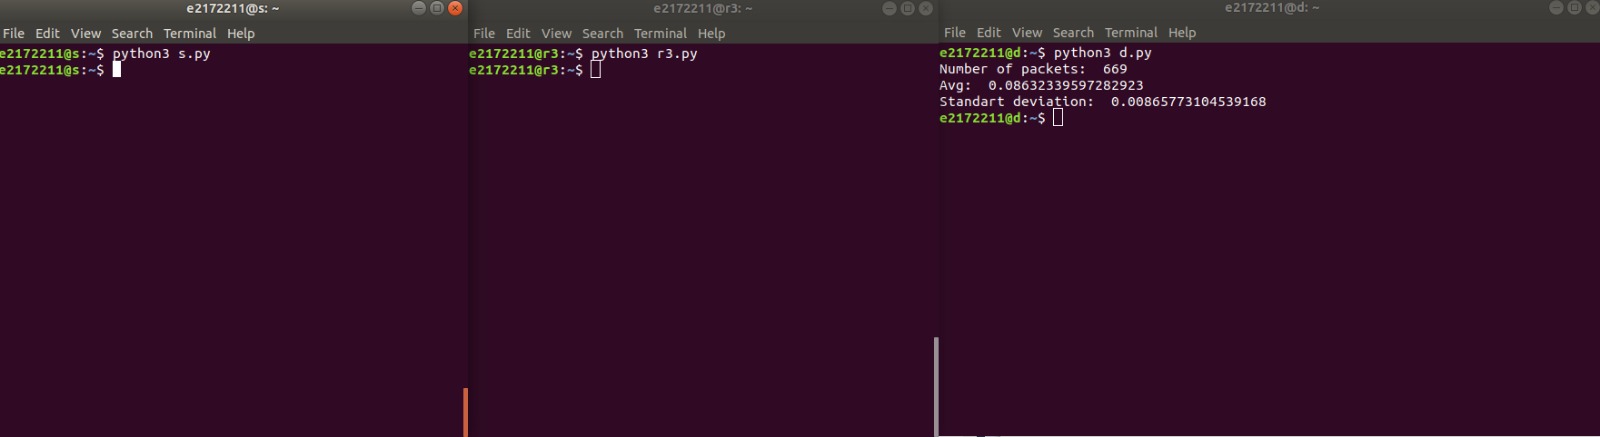 e2172211@s: ~
File Edit View Search Terminal Help
e2172211@s:~$ python3 s.py
e2172211@s:~$
e2172211@r3: ~
File Edit View Search Terminal Help
e2172211@r3:~$ python3 r3.py
e2172211@r3:~$
e2172211@d: ~
File Edit View Search Terminal Help
e2172211@d:~$ python3 d.py
Number of packets:  669
Avg:  0.08632339597282923
Standart deviation:  0.00865773104539168
e2172211@d:~$